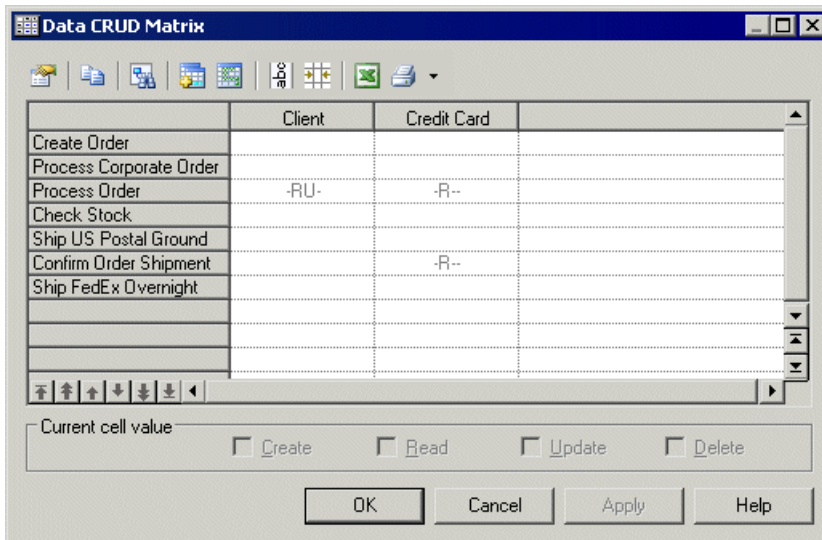 Data CRUD Matrix
abc
Client Credit Card
Create Order
Process Corporate Order
Process Order -RU- -R--
Check Stock
Ship US Postal Ground
Confirm Order Shipment -R--
Ship FedEx Overnight
Current cell value
Create Read Update Delete
OK Cancel Apply Help